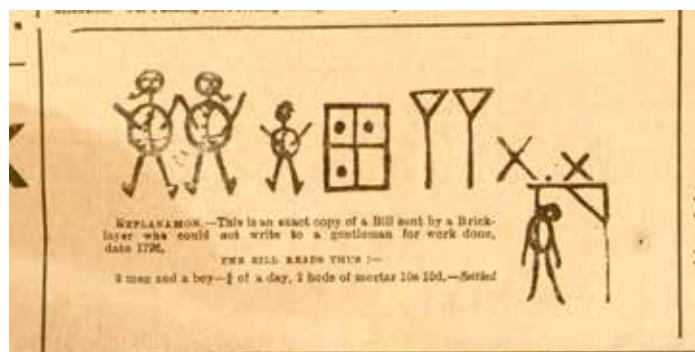 X.X
EXPLANATION.—This is an exact copy of a Bill sent by a Brick-
layer who could not write to a gentleman for work done,
date 1796.
THE BILL READS THUS :—
2 men and a boy—¾ of a day, 2 hods of mortar 10s 10d.—Settled